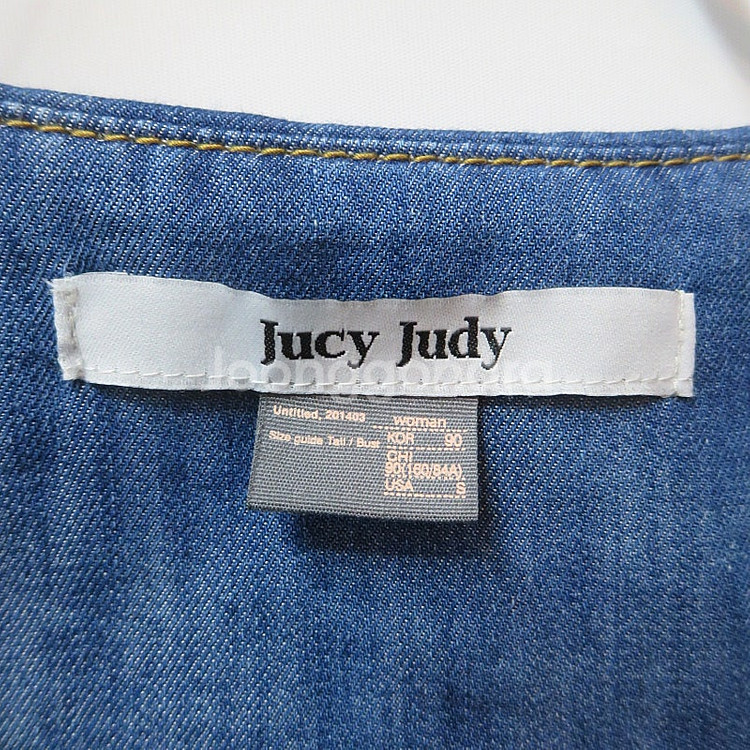 Jucy Judy
Untitled, 201403
Size guide Tall / Bust
woman
KOR 90
CHI
90(160/84A)
USA S